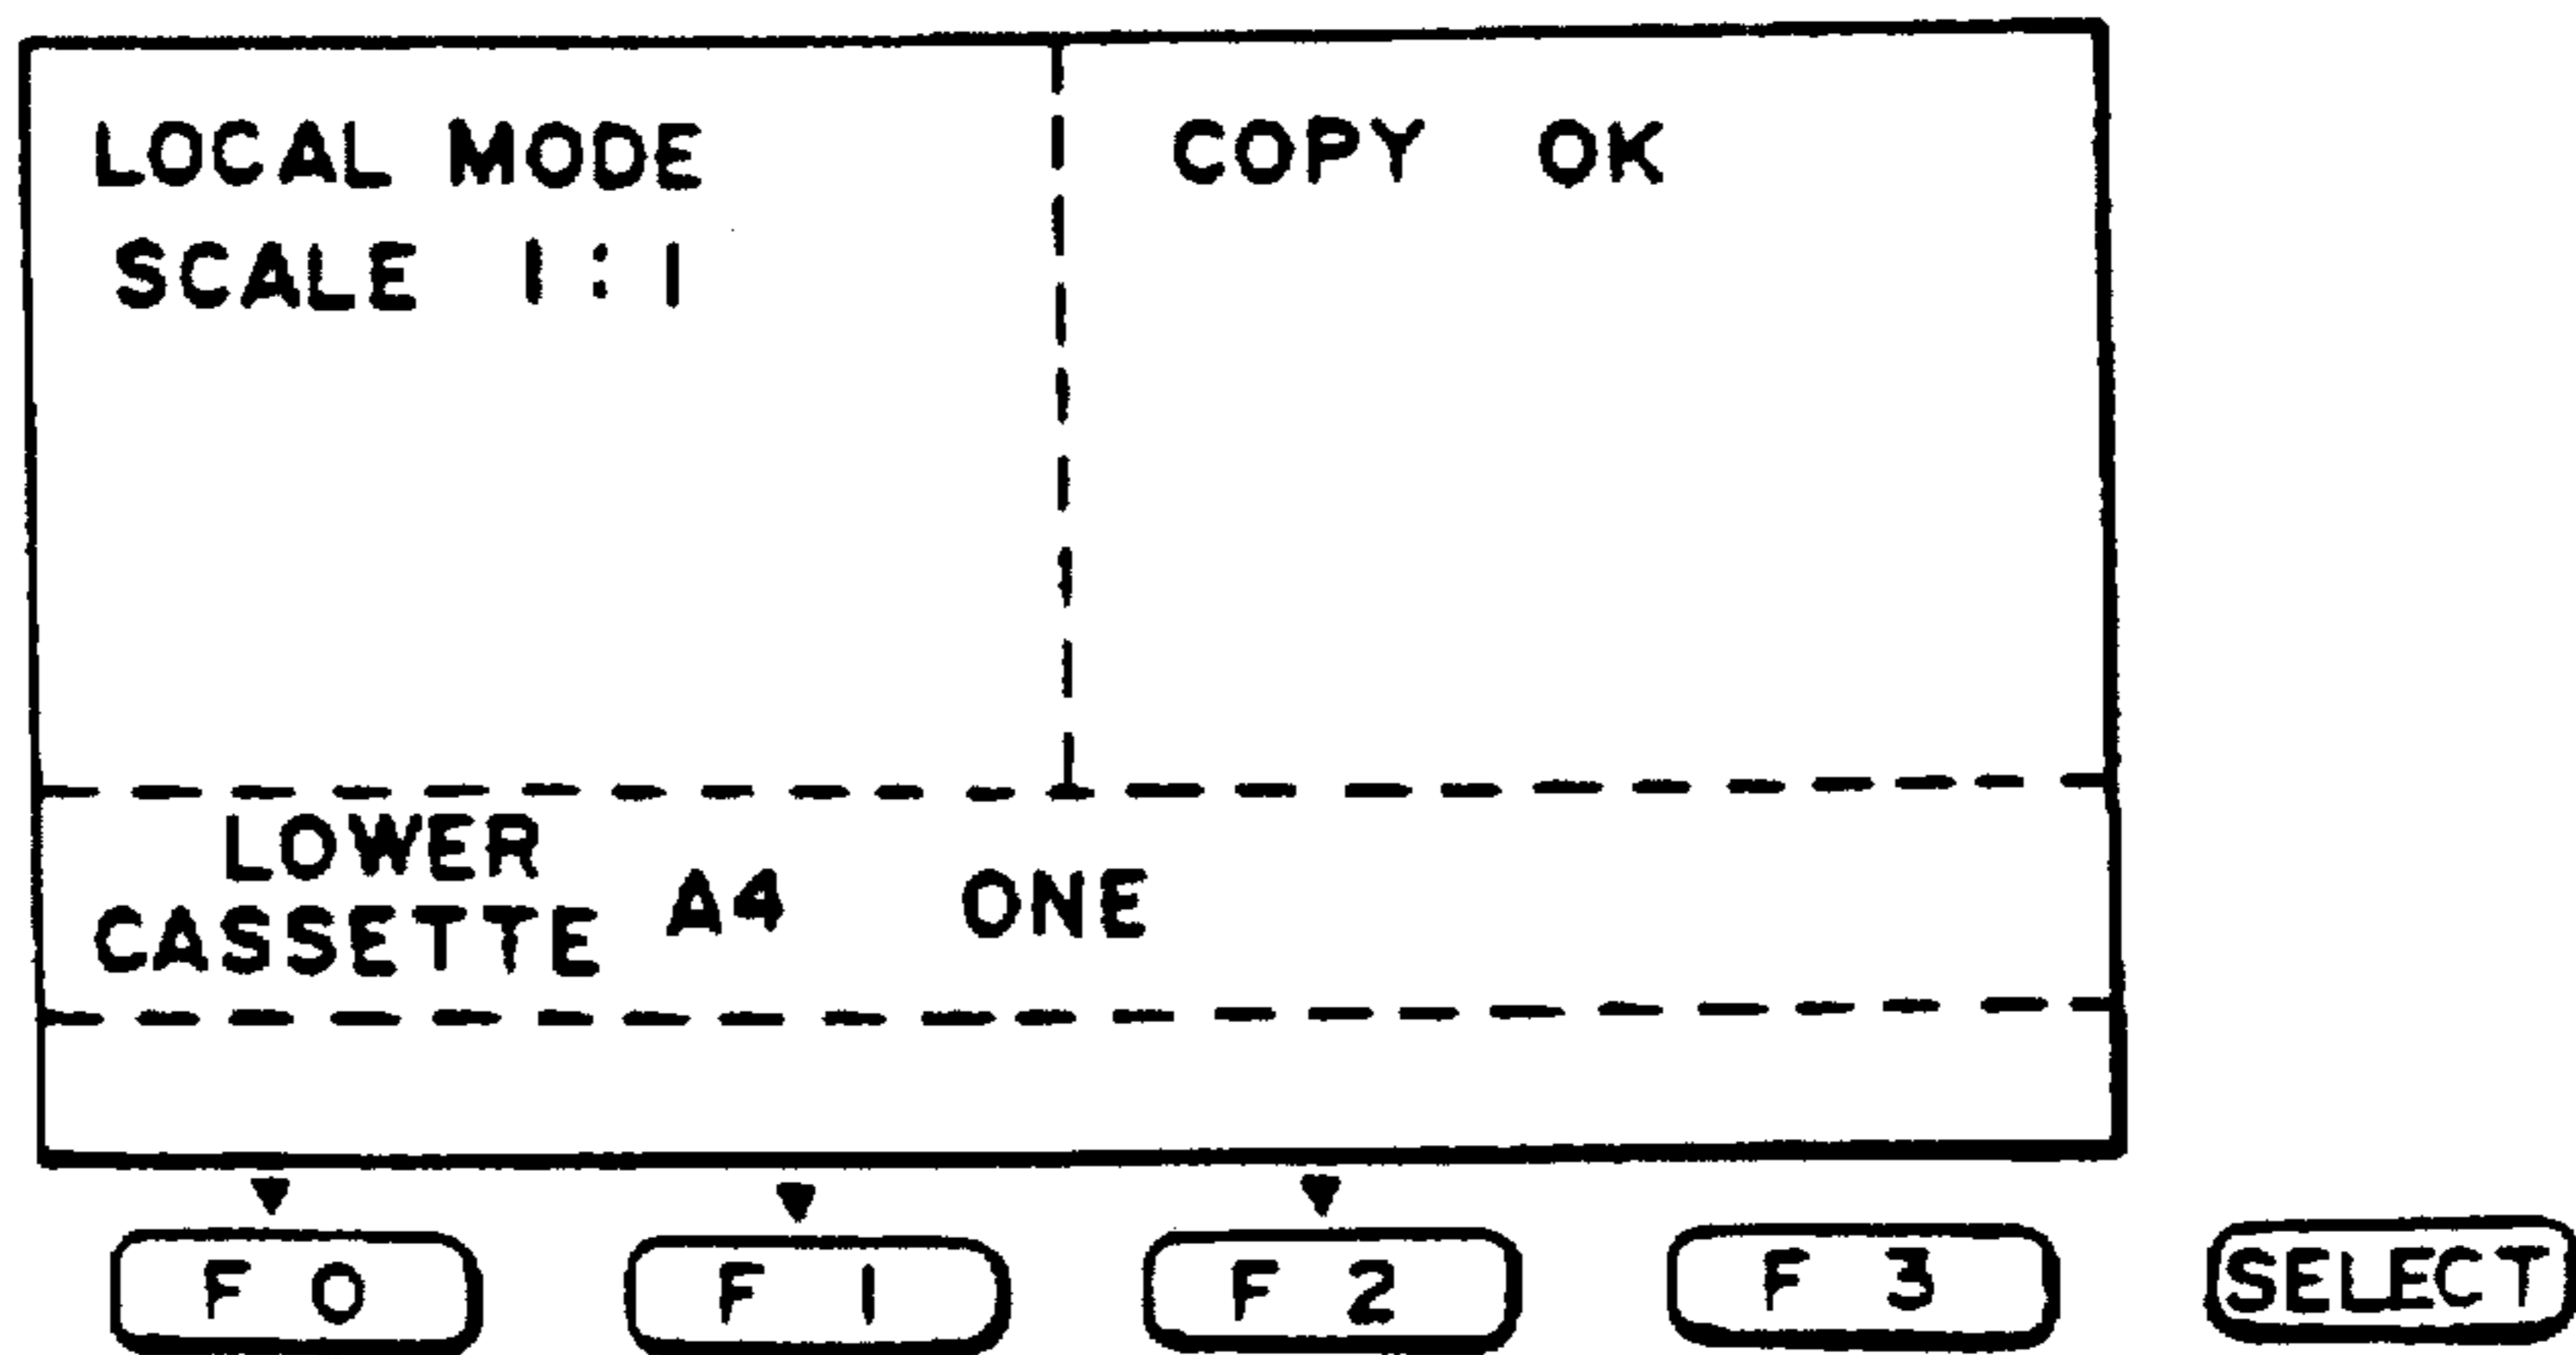 LOCAL MODE
SCALE 1 : 1
COPY OK
LOWER
CASSETTE A4 ONE
F 0
F 1
F 2
F 3
SELECT